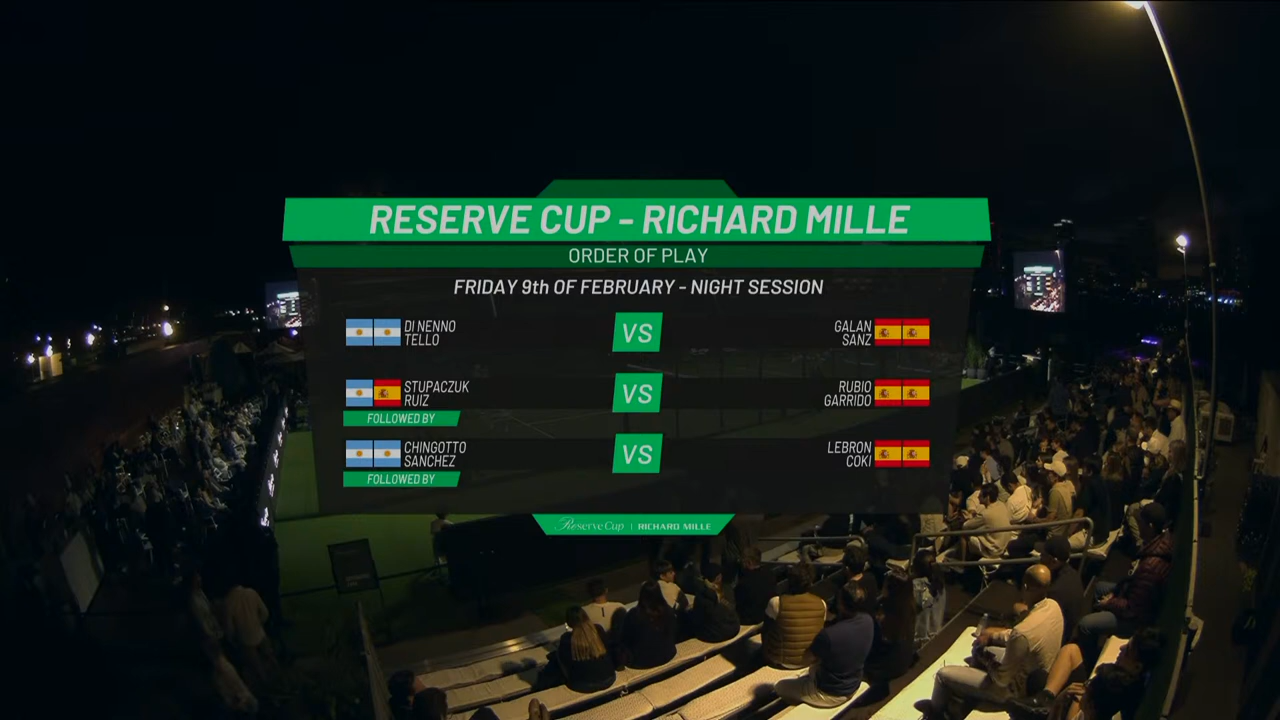 RESERVE CUP - RICHARD MILLE
ORDER OF PLAY
FRIDAY 9th OF FEBRUARY - NIGHT SESSION
DI NENNO
TELLO
VS
GALAN
SANZ
STUPACZUK
RUIZ
VS
RUBIO
GARRIDO
FOLLOWED BY
CHINGOTTO
SANCHEZ
VS
LEBRON
COKI
FOLLOWED BY
Reserve Cup | RICHARD MILLE